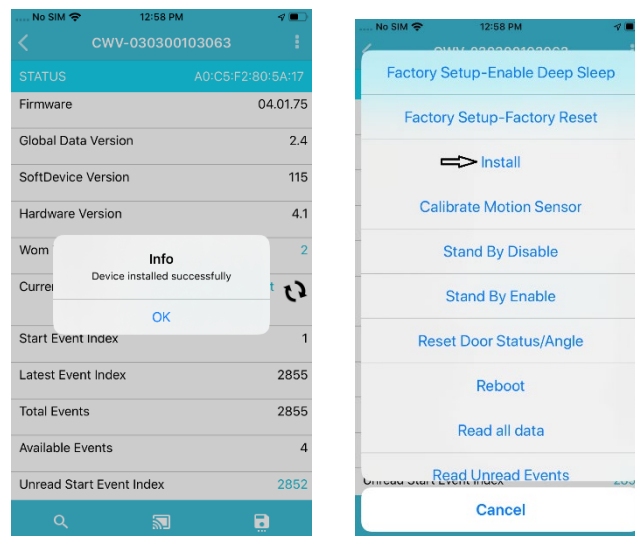 No SIM 12:58 PM
CWV-030300103063
STATUS A0:C5:F2:80:5A:17
Firmware 04.01.75
Global Data Version 2.4
SoftDevice Version 115
Hardware Version 4.1
Wom 2
Info
Device installed successfully
Curre t
OK
Start Event Index 1
Latest Event Index 2855
Total Events 2855
Available Events 4
Unread Start Event Index 2852
No SIM 12:58 PM
Factory Setup-Enable Deep Sleep
Factory Setup-Factory Reset
Install
Calibrate Motion Sensor
Stand By Disable
Stand By Enable
Reset Door Status/Angle
Reboot
Read all data
Read Unread Events
Cancel